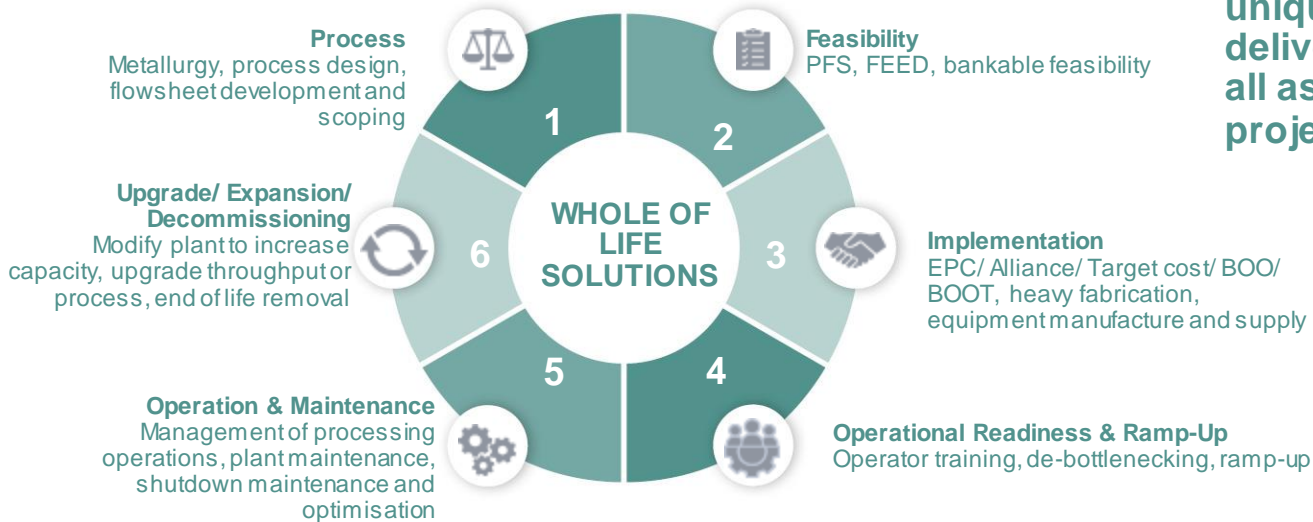 Process
Metallurgy, process design,
flowsheet development and
scoping
1
Feasibility
PFS, FEED, bankable feasibility
2
Implementation
EPC/ Alliance/ Target cost/ BOO/
BOOT, heavy fabrication,
equipment manufacture and supply
3
Operational Readiness & Ramp-Up
Operator training, de-bottlenecking, ramp-up
4
Operation & Maintenance
Management of processing
operations, plant maintenance,
shutdown maintenance and
optimisation
5
Upgrade/ Expansion/
Decommissioning
Modify plant to increase
capacity, upgrade throughput or
process, end of life removal
6
WHOLE OF
LIFE
SOLUTIONS
all